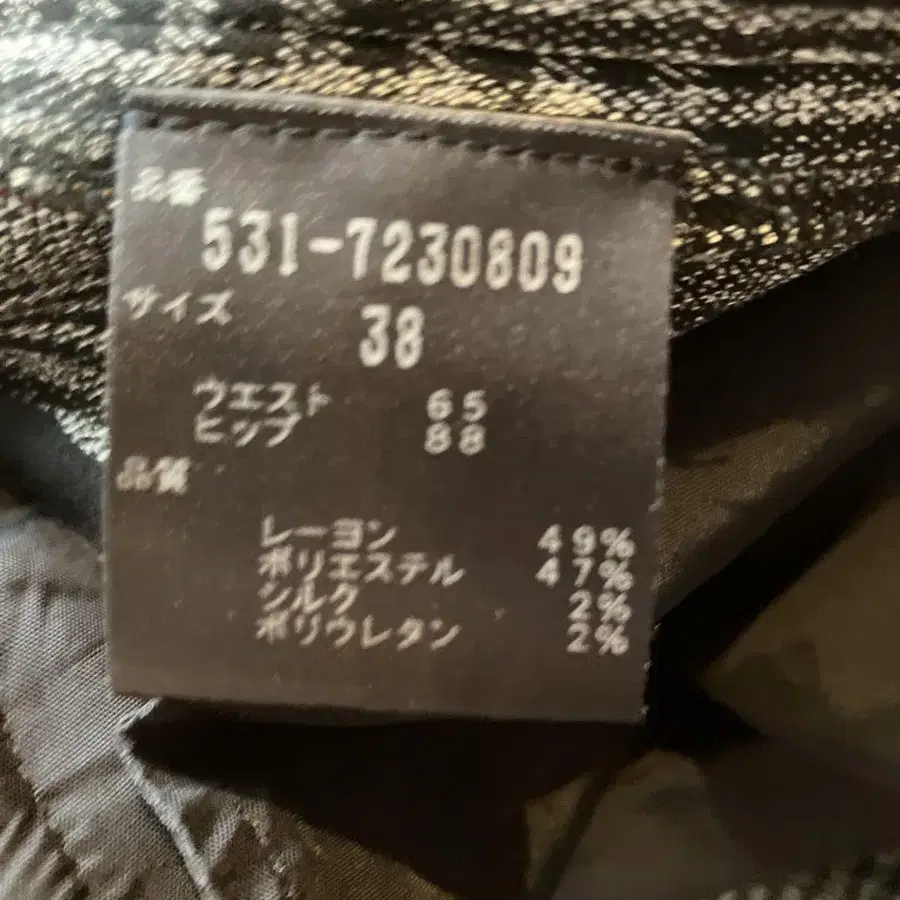 品番
531-7230809
サイズ 38
ウエスト 65
ヒップ 88
品質
レーヨン 49%
ポリエステル 47%
シルク 2%
ポリウレタン 2%